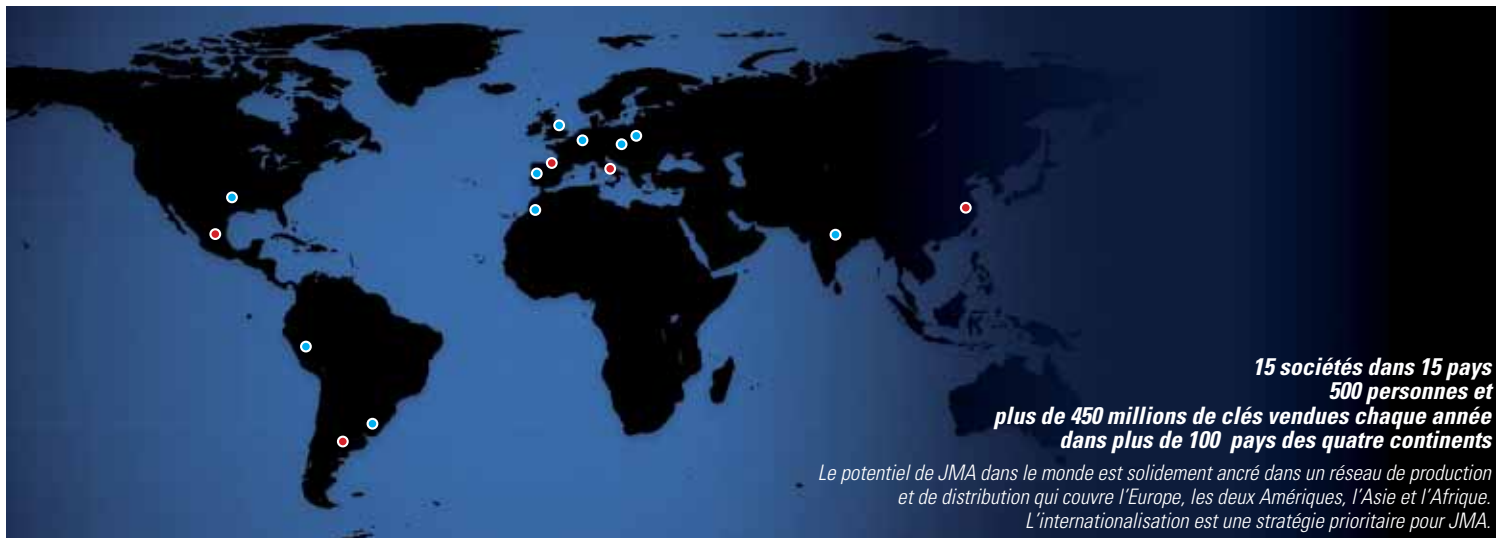 15 sociétés dans 15 pays
500 personnes et
plus de 450 millions de clés vendues chaque année
dans plus de 100 pays des quatre continents
Le potentiel de JMA dans le monde est solidement ancré dans un réseau de production
et de distribution qui couvre l'Europe, les deux Amériques, l'Asie et l'Afrique.
L'internationalisation est une stratégie prioritaire pour JMA.